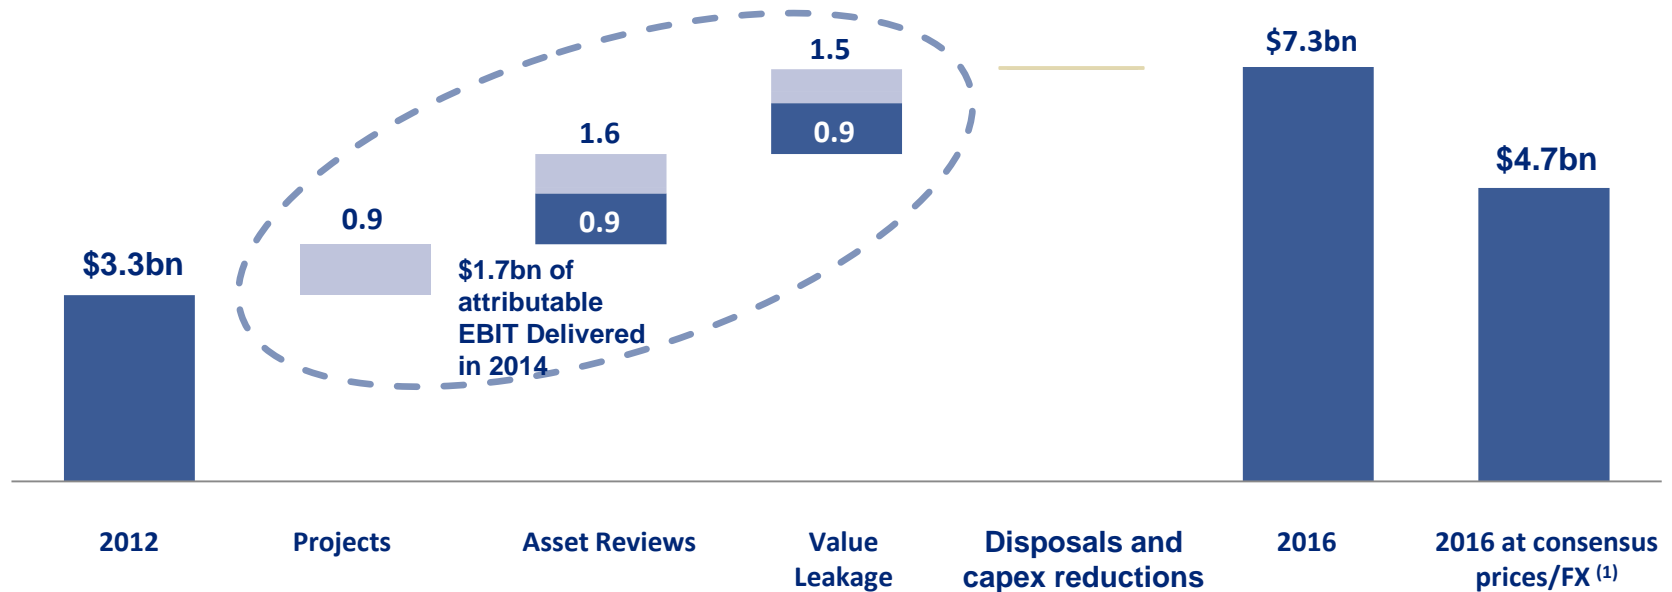 $3.3bn
0.9
1.6
0.9
1.5
0.9
$7.3bn
$4.7bn
$1.7bn of
attributable
EBIT Delivered
in 2014
2012
Projects
Asset Reviews
Value
Leakage
Disposals and
capex reductions
2016
2016 at consensus
prices/FX (1)